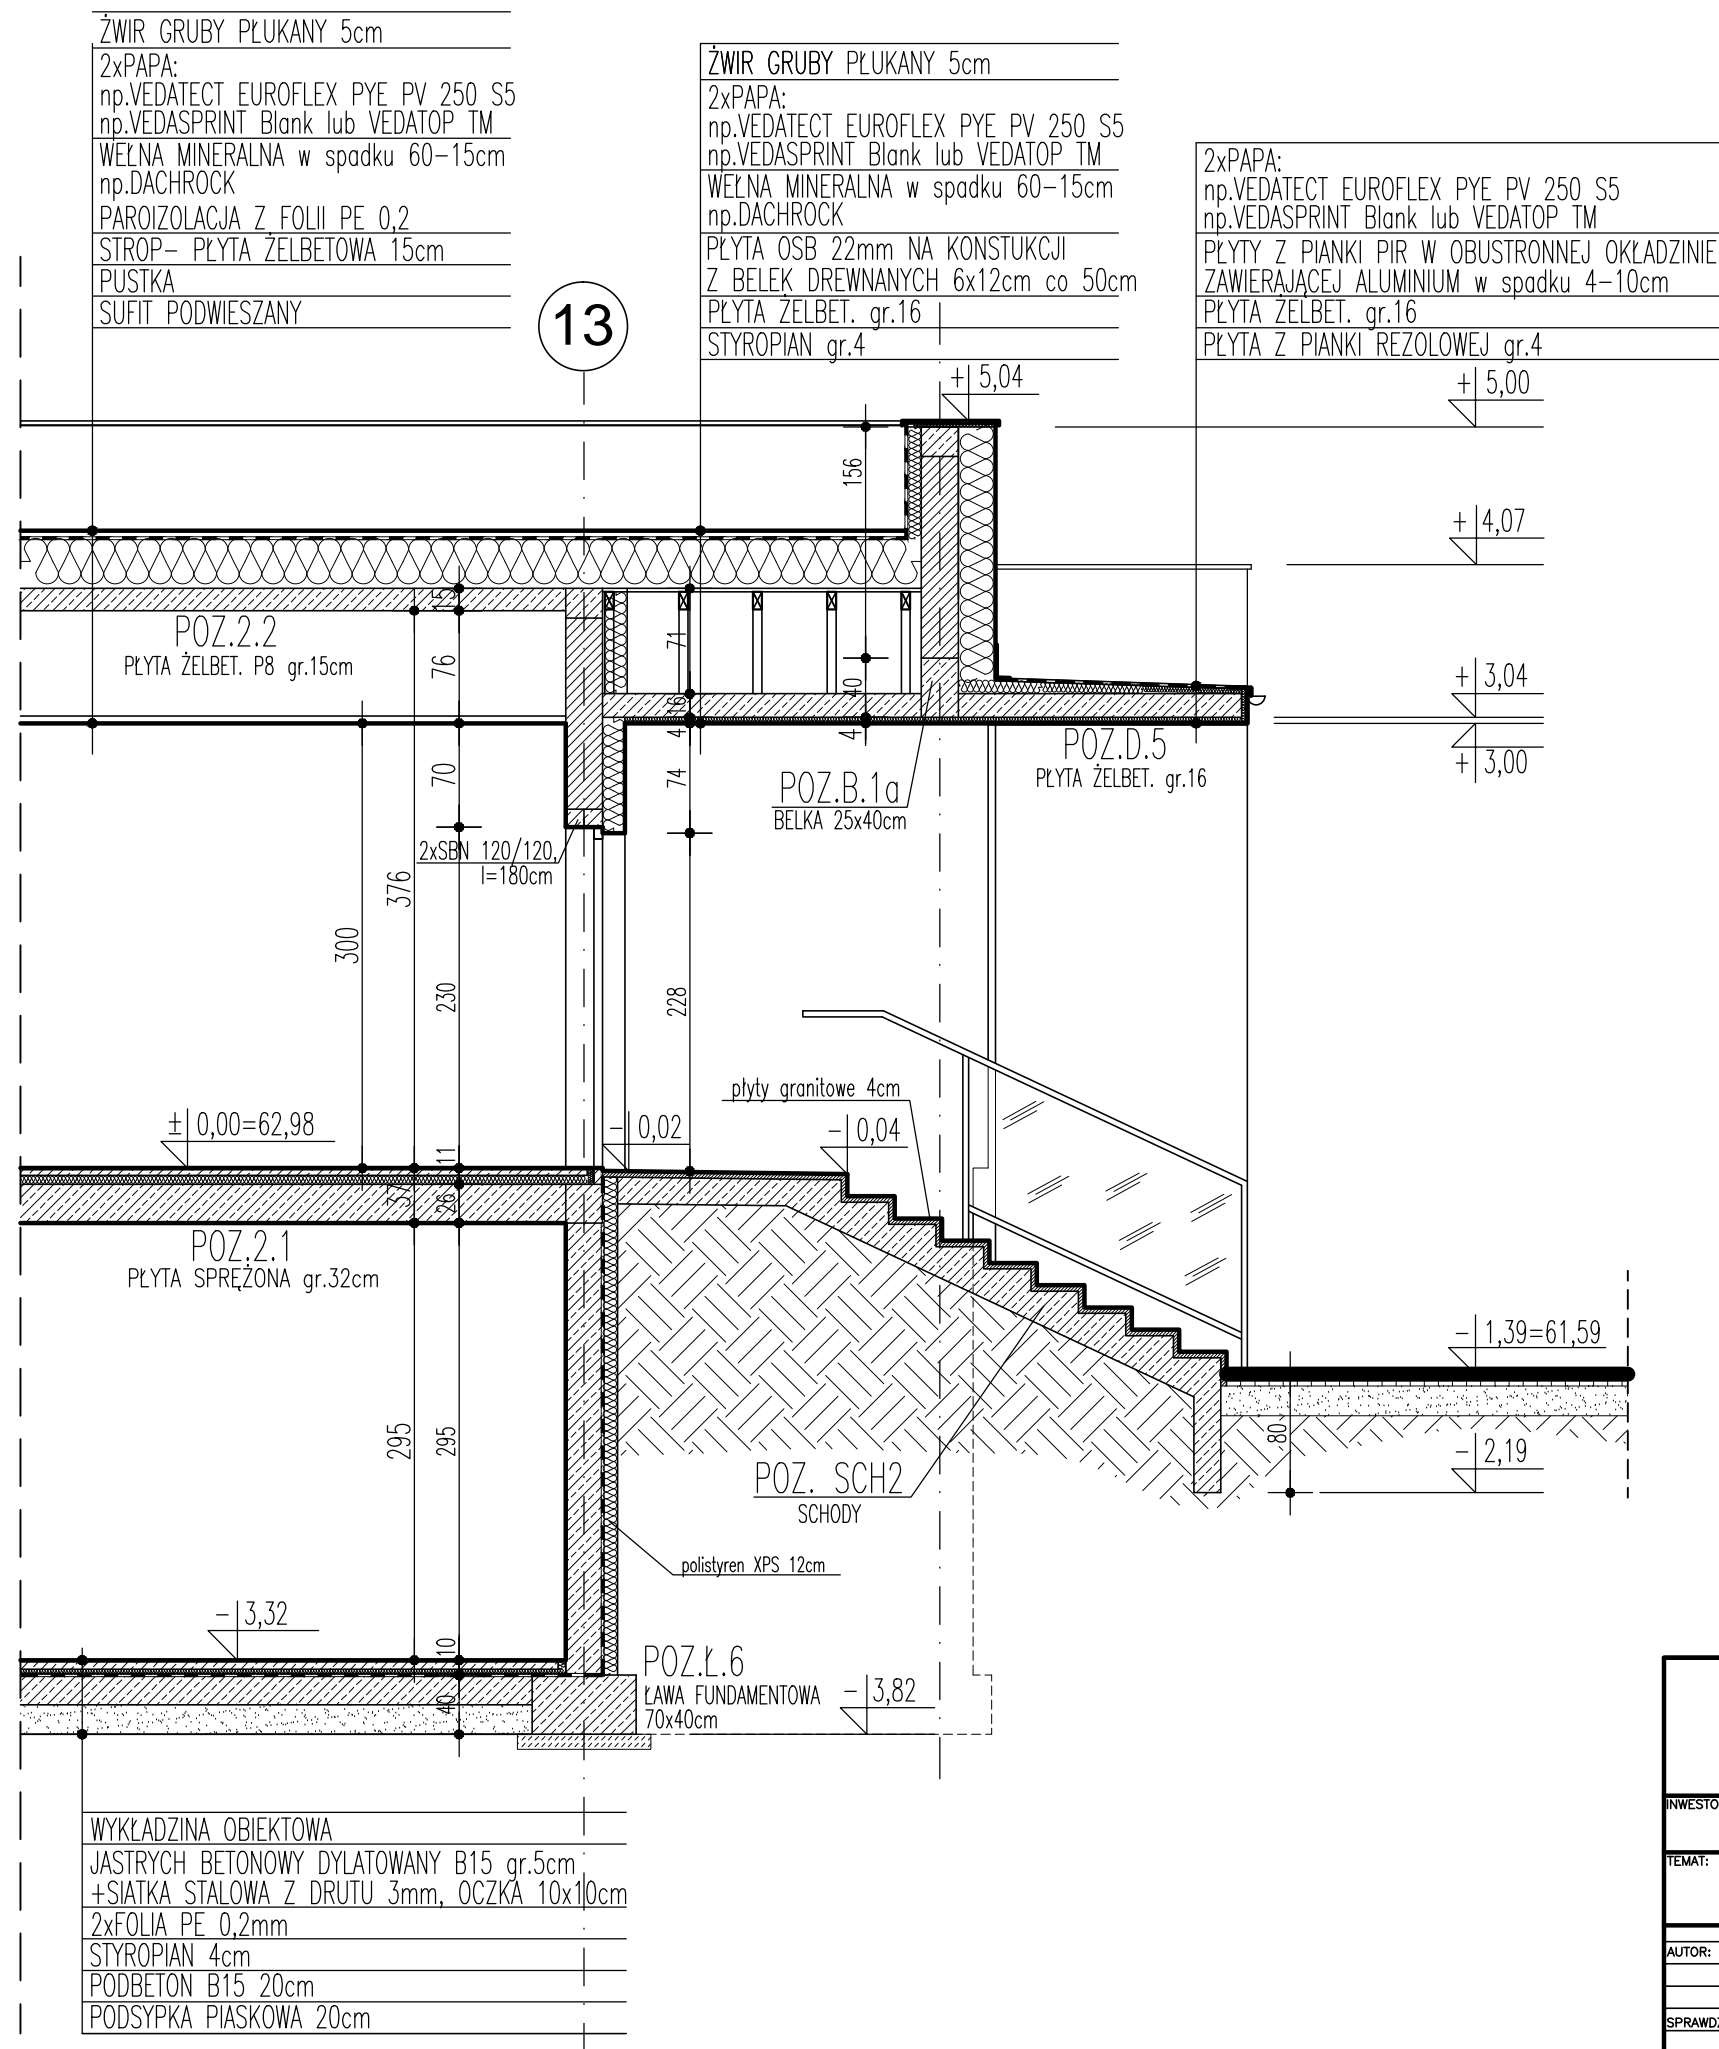 ŻWIR GRUBY PŁUKANY 5cm
2xPAPA:
np.VEDATECT EUROFLEX PYE PV 250 S5
np.VEDASPRINT Blank lub VEDATOP TM
WEŁNA MINERALNA w spadku 60-15cm
np.DACHROCK
PAROIZOLACJA Z FOLII PE 0,2
STROP- PŁYTA ŻELBETOWA 15cm
PUSTKA
SUFIT PODWIESZANY
13
ŻWIR GRUBY PŁUKANY 5cm
2xPAPA:
np.VEDATECT EUROFLEX PYE PV 250 S5
np.VEDASPRINT Blank lub VEDATOP TM
WEŁNA MINERALNA w spadku 60-15cm
np.DACHROCK
PŁYTA OSB 22mm NA KONSTUKCJI
Z BELEK DREWNANYCH 6x12cm co 50cm
PŁYTA ŻELBET. gr.16
STYROPIAN gr.4
2xPAPA:
np.VEDATECT EUROFLEX PYE PV 250 S5
np.VEDASPRINT Blank lub VEDATOP TM
PŁYTY Z PIANKI PIR W OBUSTRONNEJ OKŁADZINIE
ZAWIERAJĄCEJ ALUMINIUM w spadku 4-10cm
PŁYTA ŻELBET. gr.16
PŁYTA Z PIANKI REZOLOWEJ gr.4
+ 5,04
+ 5,00
156
+ 4,07
15
POZ.2.2
PŁYTA ŻELBET. P8 gr.15cm
76
71
40
16
4
4
+ 3,04
+ 3,00
70
74
POZ.D.5
PŁYTA ŻELBET. gr.16
POZ.B.1a
BELKA 25x40cm
2xSBN 120/120,
l=180cm
376
300
230
228
płyty granitowe 4cm
± 0,00=62,98
- 0,02
- 0,04
11
37
26
POZ.2.1
PŁYTA SPRĘŻONA gr.32cm
- 1,39=61,59
295
295
80
- 2,19
POZ. SCH2
SCHODY
polistyren XPS 12cm
- 3,32
10
40
POZ.Ł.6
ŁAWA FUNDAMENTOWA
70x40cm
- 3,82
WYKŁADZINA OBIEKTOWA
JASTRYCH BETONOWY DYLATOWANY B15 gr.5cm
+SIATKA STALOWA Z DRUTU 3mm, OCZKA 10x10cm
2xFOLIA PE 0,2mm
STYROPIAN 4cm
PODBETON B15 20cm
PODSYPKA PIASKOWA 20cm
INWESTO
TEMAT:
AUTOR:
SPRAWDZ